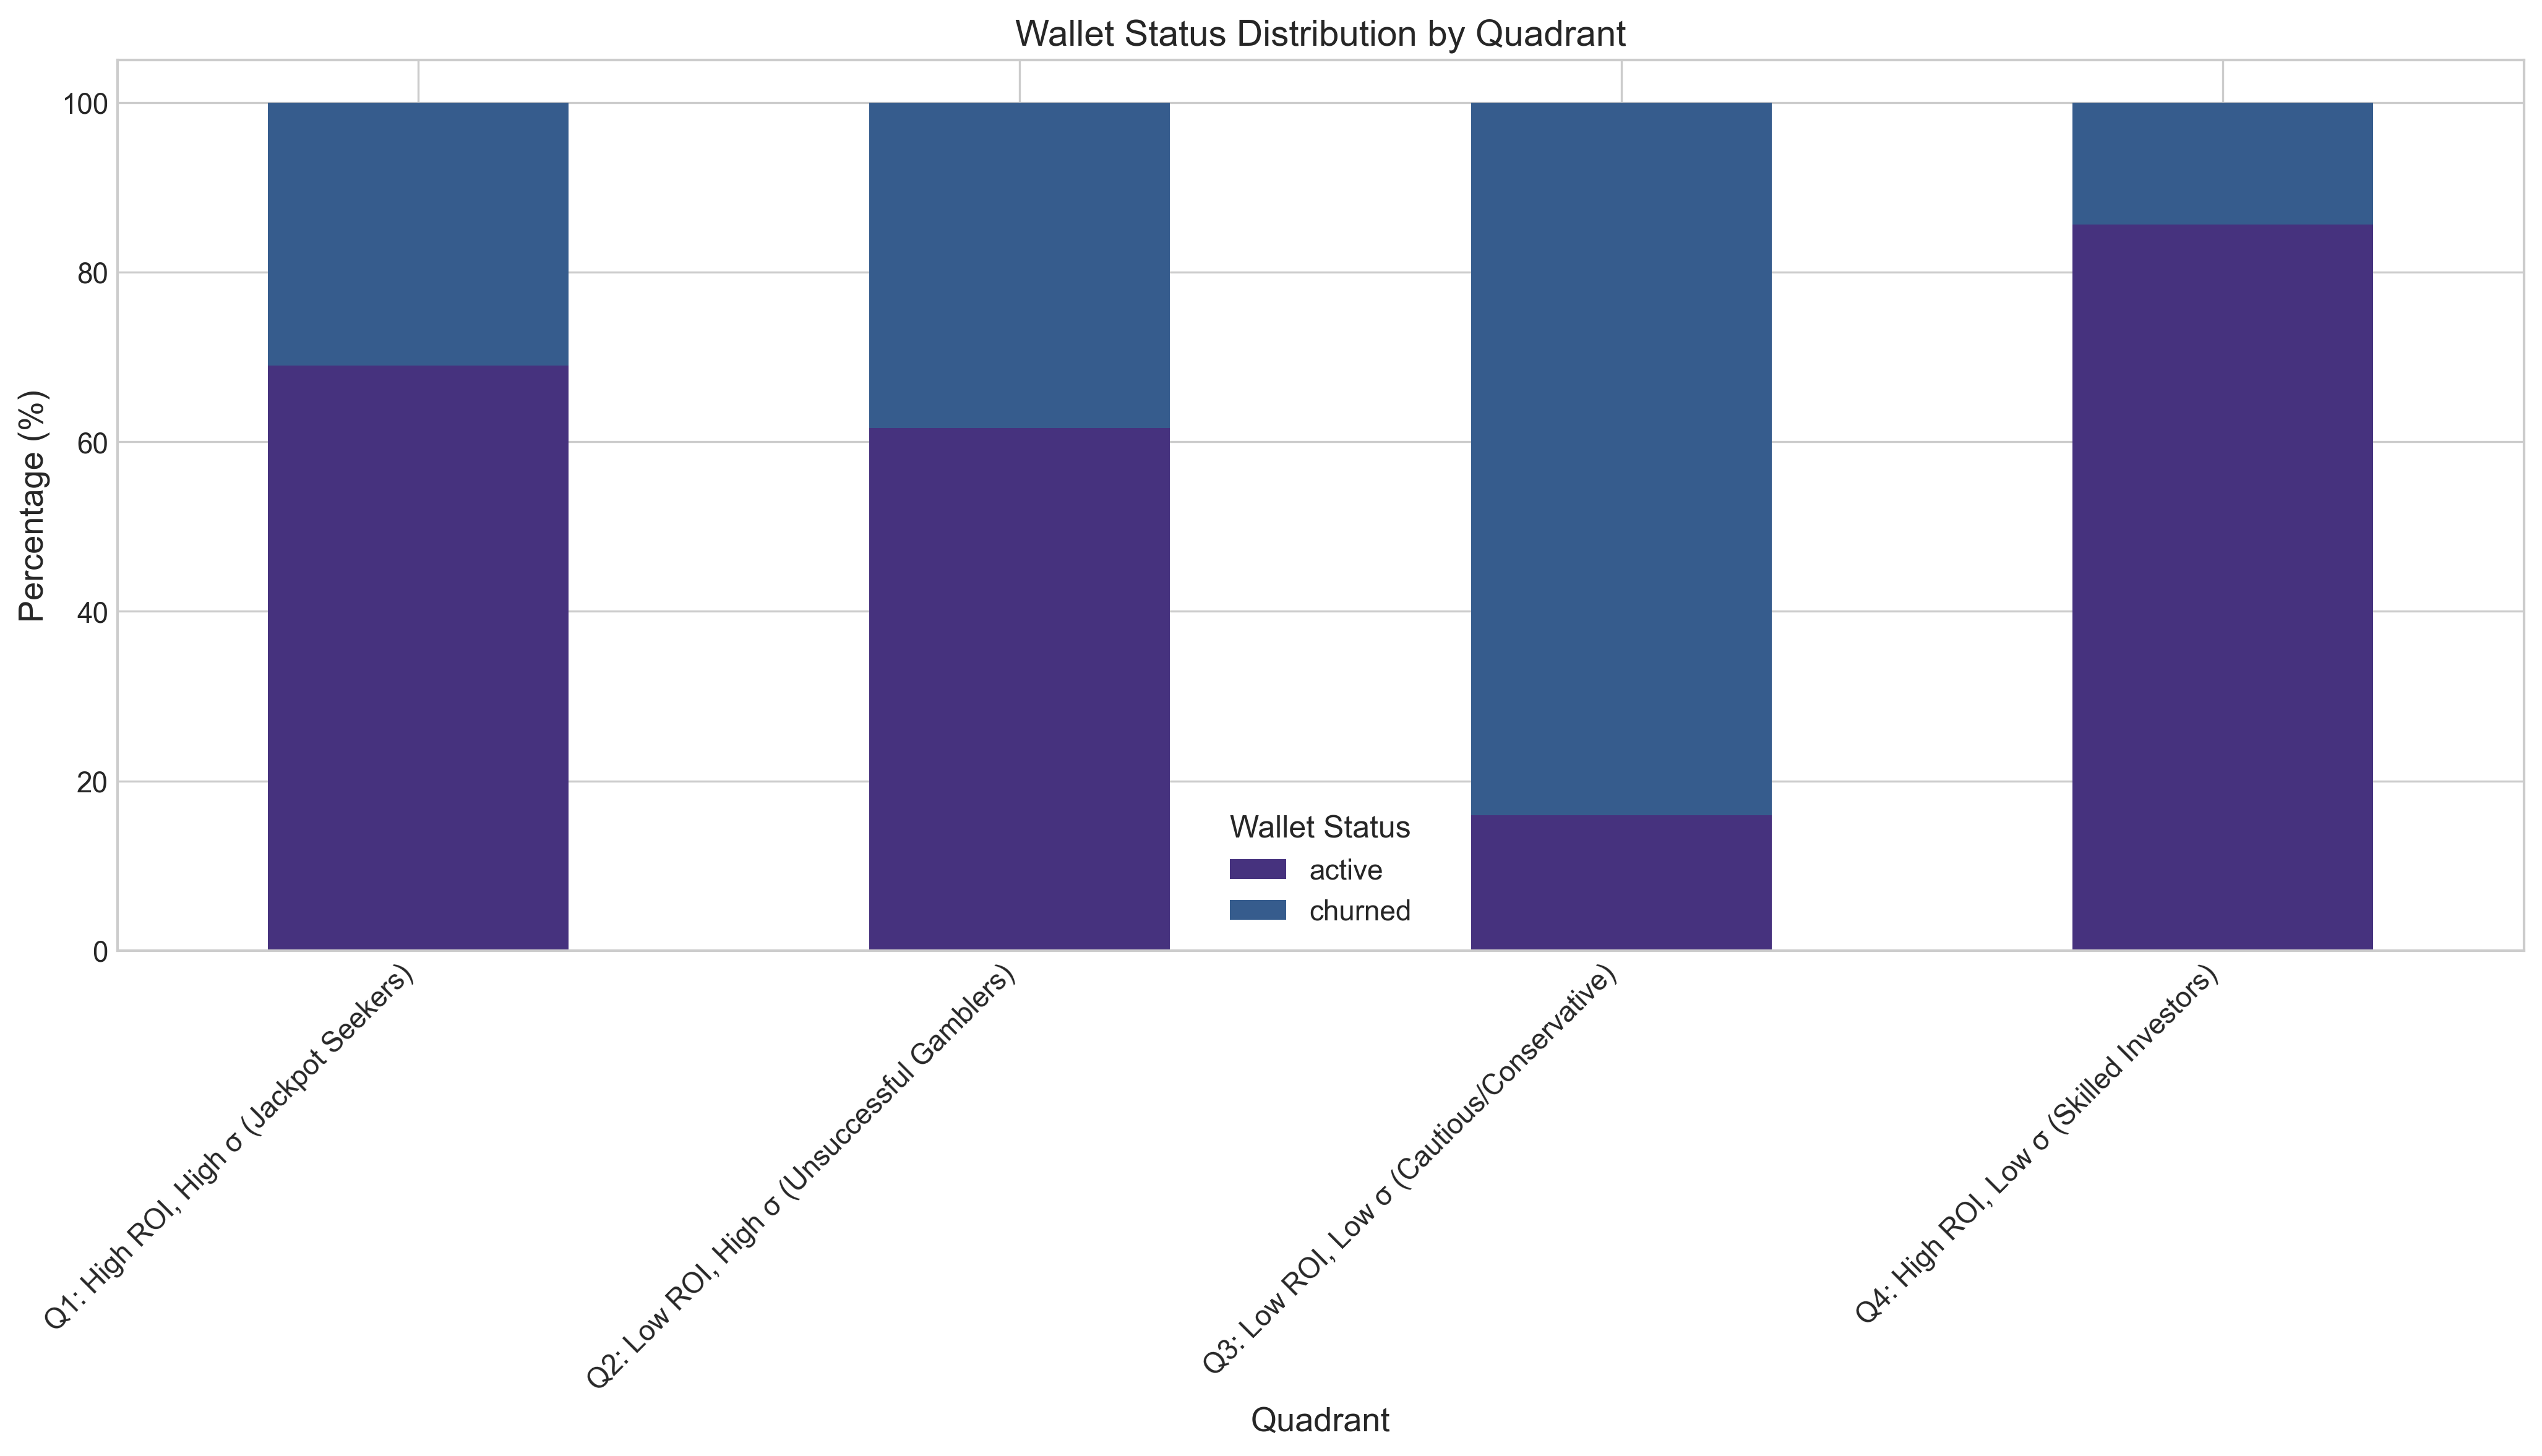 Wallet Status Distribution by Quadrant
Percentage (%)
100
80
60
40
20
0
Wallet Status
active
churned
Q1: High ROI, High σ (Jackpot Seekers)
Q2: Low ROI, High σ (Unsuccessful Gamblers)
Q3: Low ROI, Low σ (Cautious/Conservative)
Q4: High ROI, Low σ (Skilled Investors)
Quadrant